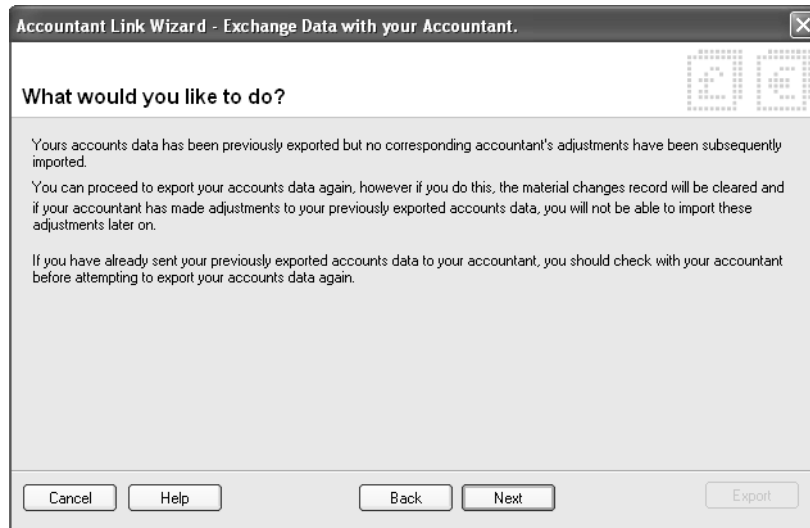 Accountant Link Wizard - Exchange Data with your Accountant.
What would you like to do?
Yours accounts data has been previously exported but no corresponding accountant's adjustments have been subsequently
imported.
You can proceed to export your accounts data again, however if you do this, the material changes record will be cleared and
if your accountant has made adjustments to your previously exported accounts data, you will not be able to import these
adjustments later on.
If you have already sent your previously exported accounts data to your accountant, you should check with your accountant
before attempting to export your accounts data again.
Cancel Help Back Next Export